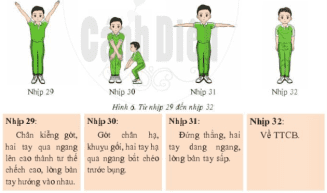 Cánh Diều
Nhịp 29
Nhịp 30
Nhịp 31
Nhịp 32
Hình 6. Từ nhịp 29 đến nhịp 32
Nhịp 29:
Chân kiễng gót,
hai tay qua ngang
lên cao thành tư thế
chếch cao, lòng bàn
tay hướng vào nhau.
Nhịp 30:
Gót chân hạ,
khuỵu gối, hai tay hạ
qua ngang bắt chéo
trước bụng.
Nhịp 31:
Đứng thẳng, hai
tay dang ngang,
lòng bàn tay sấp.
Nhịp 32:
Về TTCB.